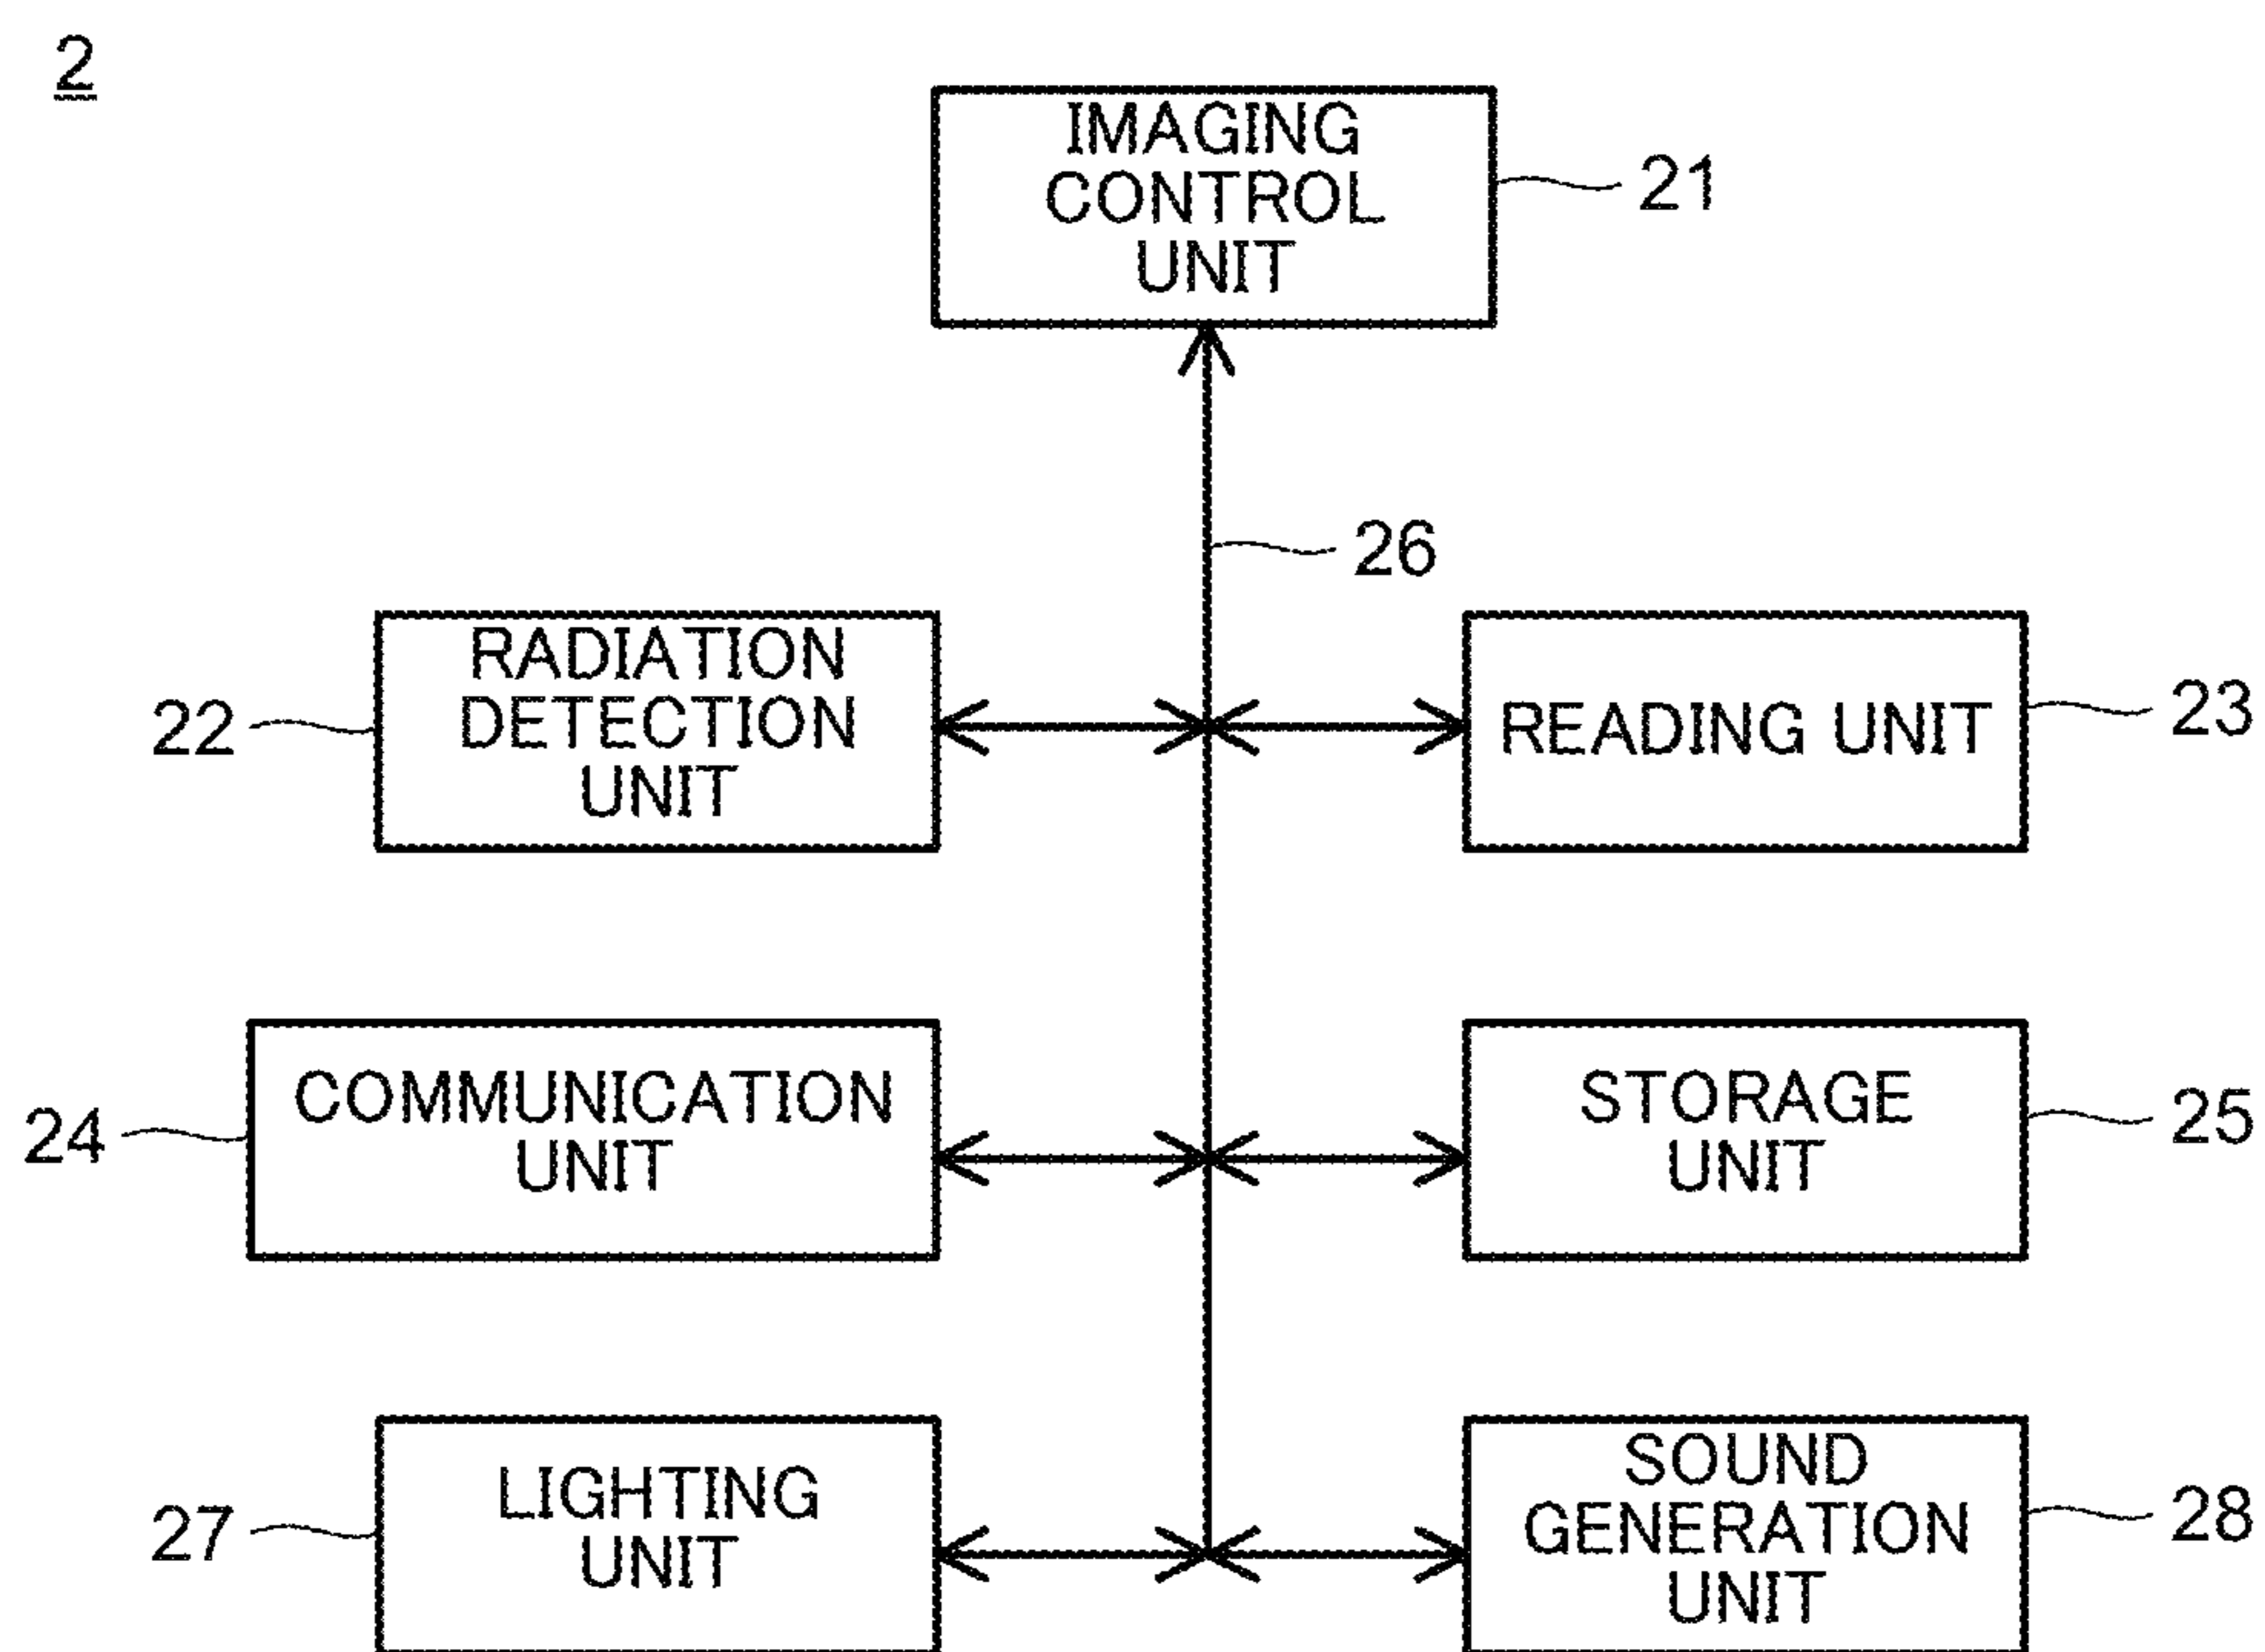 2
IMAGING
CONTROL
UNIT
21
26
RADIATION
DETECTION
UNIT
22
READING UNIT
23
COMMUNICATION
UNIT
24
STORAGE
UNIT
25
LIGHTING
UNIT
27
SOUND
GENERATION
UNIT
28